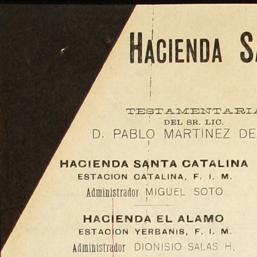 HACIENDA SA
TESTAMENTARIA
DEL SR. LIC.
D. PABLO MARTINEZ DE
HACIENDA SANTA CATALINA
ESTACION CATALINA, F. I. M.
Administrador MIGUEL SOTO
HACIENDA EL ALAMO
ESTACION YERBANIS, F. I. M.
Administrador DIONISIO SALAS H,